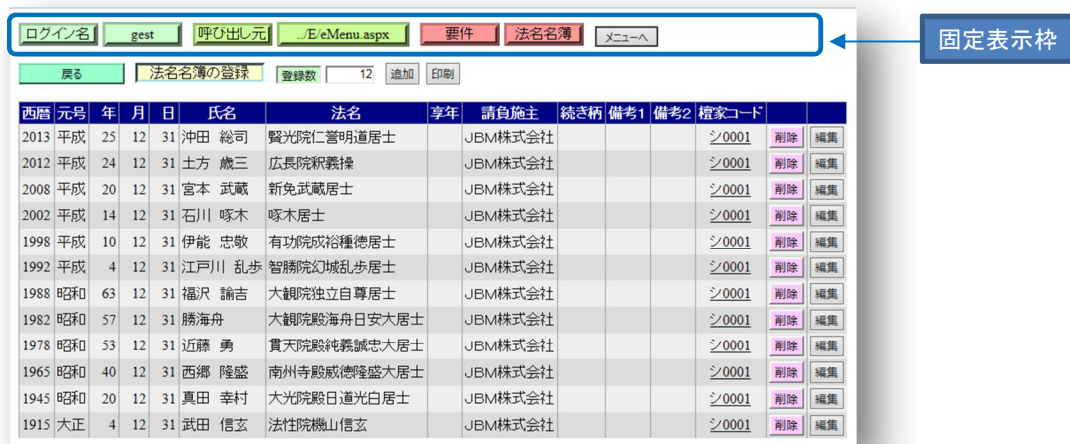 ログイン名 gest 呼び出し元 ../E/eMenu.aspx 要件 法名名簿 メニューへ
固定表示枠
戻る 法名名簿の登録 登録数 12 追加 印刷
西暦 元号 年 月 日 氏名 法名 享年 請負施主 続き柄 備考1 備考2 檀家コード
2013 平成 25 12 31 沖田 総司 賢光院仁誉明道居士 JBM株式会社 シ0001 削除 編集
2012 平成 24 12 31 土方 歳三 広長院釈義操 JBM株式会社 シ0001 削除 編集
2008 平成 20 12 31 宮本 武蔵 新免武蔵居士 JBM株式会社 シ0001 削除 編集
2002 平成 14 12 31 石川 啄木 啄木居士 JBM株式会社 シ0001 削除 編集
1998 平成 10 12 31 伊能 忠敬 有功院成裕種徳居士 JBM株式会社 シ0001 削除 編集
1992 平成 4 12 31 江戸川 乱歩 智勝院幻城乱歩居士 JBM株式会社 シ0001 削除 編集
1988 昭和 63 12 31 福沢 諭吉 大観院独立自尊居士 JBM株式会社 シ0001 削除 編集
1982 昭和 57 12 31 勝海舟 大観院殿海舟日安大居士 JBM株式会社 シ0001 削除 編集
1978 昭和 53 12 31 近藤 勇 貫天院殿純義誠忠大居士 JBM株式会社 シ0001 削除 編集
1965 昭和 40 12 31 西郷 隆盛 南州寺殿威徳隆盛大居士 JBM株式会社 シ0001 削除 編集
1945 昭和 20 12 31 真田 幸村 大光院殿日道光白居士 JBM株式会社 シ0001 削除 編集
1915 大正 4 12 31 武田 信玄 法性院機山信玄 JBM株式会社 シ0001 削除 編集